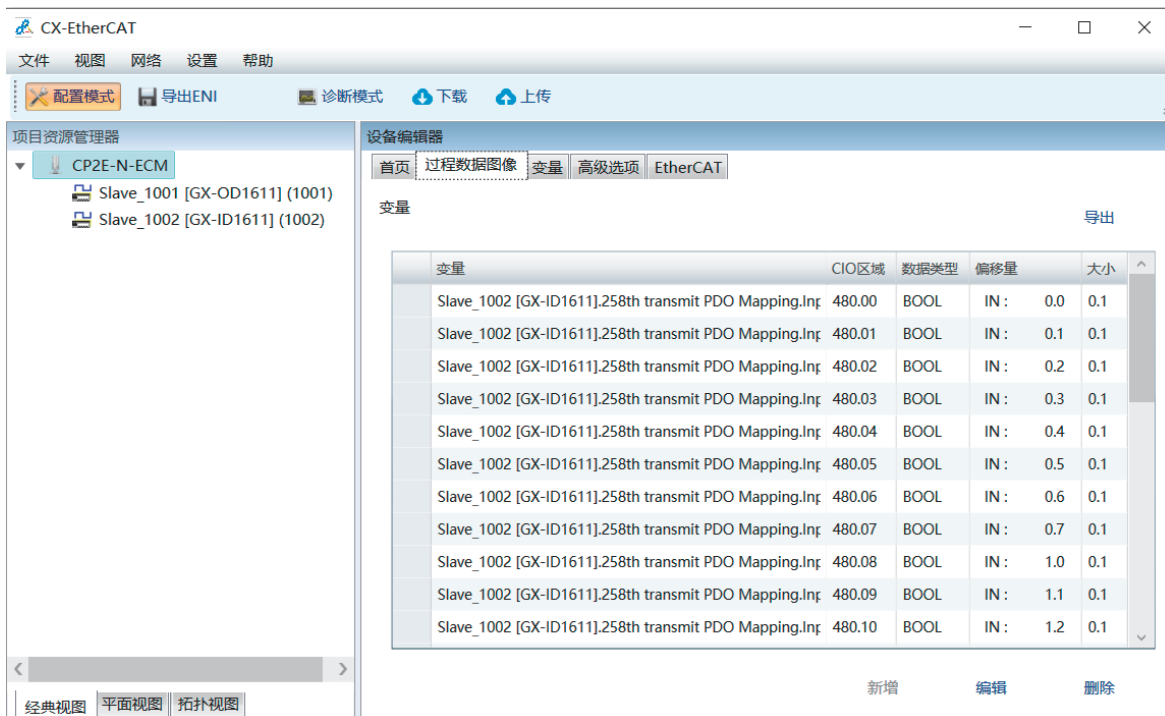 CX-EtherCAT
文件 视图 网络 设置 帮助
配置模式 导出ENI 诊断模式 下载 上传
项目资源管理器
CP2E-N-ECM
Slave_1001 [GX-OD1611] (1001)
Slave_1002 [GX-ID1611] (1002)
经典视图 平面视图 拓扑视图
设备编辑器
首页 过程数据图像 变量 高级选项 EtherCAT
变量
导出
变量 CIO区域 数据类型 偏移量 大小
Slave_1002 [GX-ID1611].258th transmit PDO Mapping.Inp 480.00 BOOL IN : 0.0 0.1
Slave_1002 [GX-ID1611].258th transmit PDO Mapping.Inp 480.01 BOOL IN : 0.1 0.1
Slave_1002 [GX-ID1611].258th transmit PDO Mapping.Inp 480.02 BOOL IN : 0.2 0.1
Slave_1002 [GX-ID1611].258th transmit PDO Mapping.Inp 480.03 BOOL IN : 0.3 0.1
Slave_1002 [GX-ID1611].258th transmit PDO Mapping.Inp 480.04 BOOL IN : 0.4 0.1
Slave_1002 [GX-ID1611].258th transmit PDO Mapping.Inp 480.05 BOOL IN : 0.5 0.1
Slave_1002 [GX-ID1611].258th transmit PDO Mapping.Inp 480.06 BOOL IN : 0.6 0.1
Slave_1002 [GX-ID1611].258th transmit PDO Mapping.Inp 480.07 BOOL IN : 0.7 0.1
Slave_1002 [GX-ID1611].258th transmit PDO Mapping.Inp 480.08 BOOL IN : 1.0 0.1
Slave_1002 [GX-ID1611].258th transmit PDO Mapping.Inp 480.09 BOOL IN : 1.1 0.1
Slave_1002 [GX-ID1611].258th transmit PDO Mapping.Inp 480.10 BOOL IN : 1.2 0.1
新增 编辑 删除